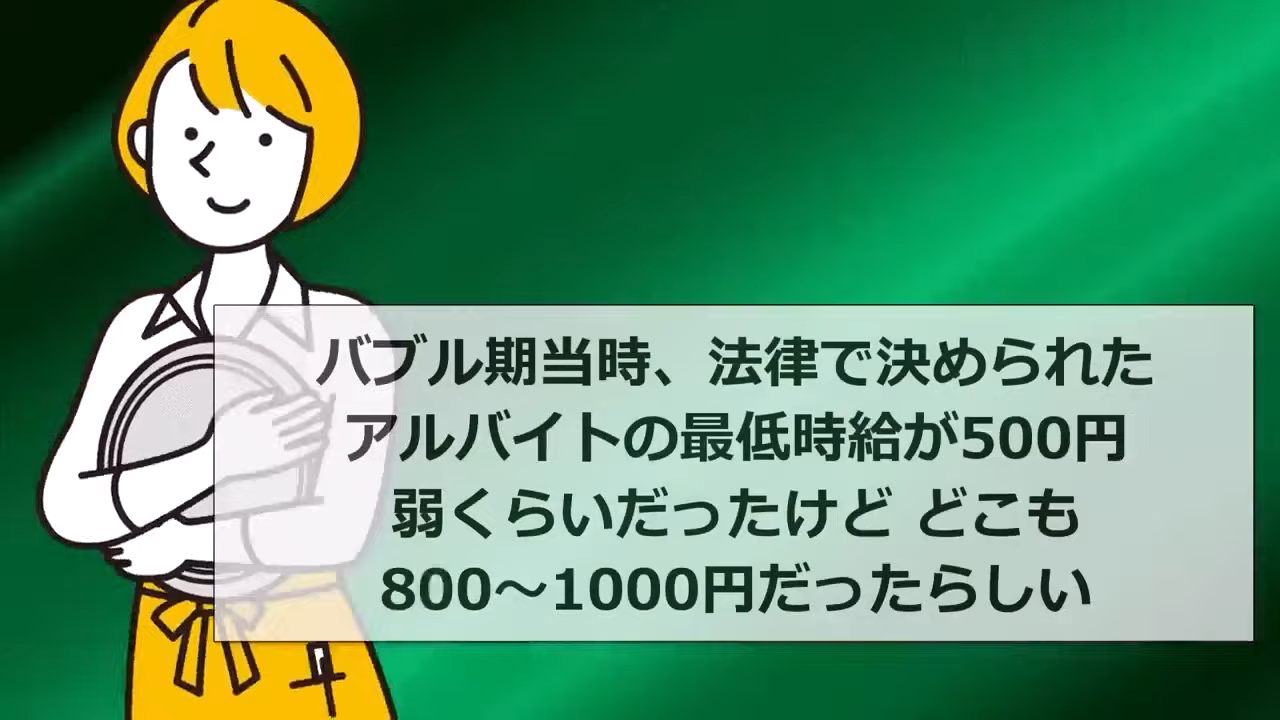 バブル期当時、法律で決められた
アルバイトの最低時給が500円
弱くらいだったけど どこも
800～1000円だったらしい